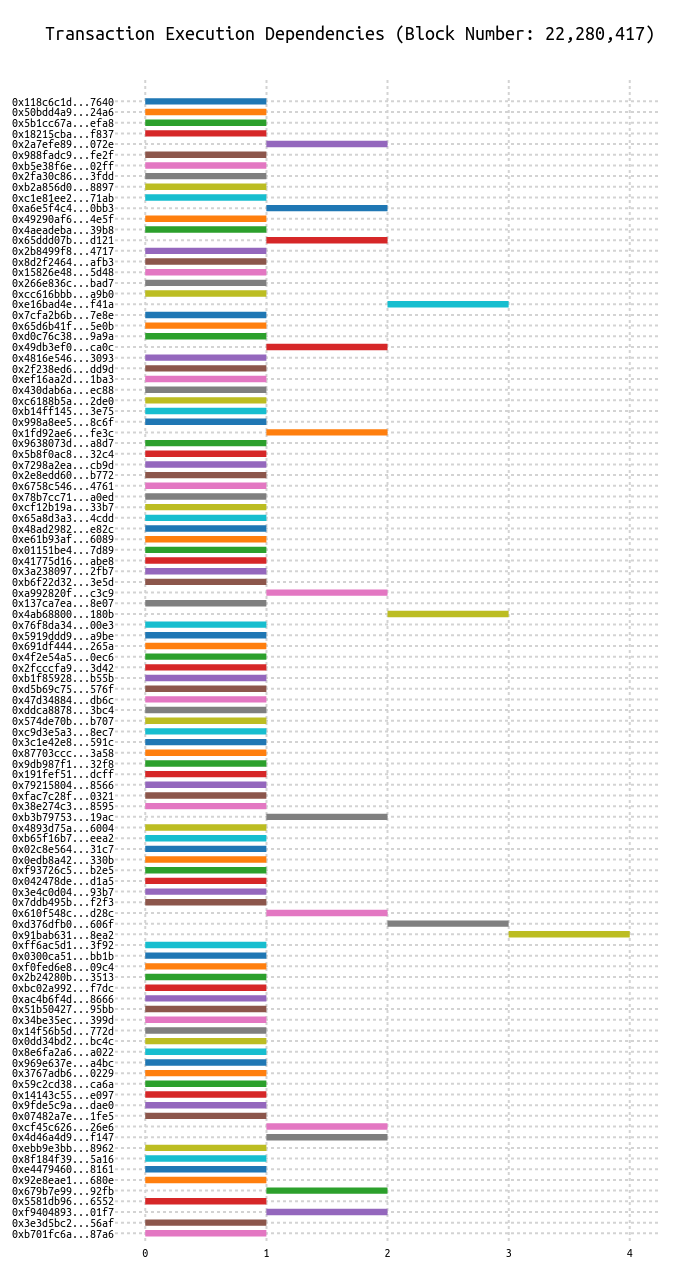 Transaction Execution Dependencies (Block Number: 22,280,417)
0x118c6c1d...7640
0x50bdd4a9...24a6
0x5b1cc67a...efa8
0x18215cba...f837
0x2a7efe89...072e
0x988fadc9...fe2f
0xb5e38f6e...02ff
0x2fa30c86...3fdd
0xb2a856d0...8897
0xc1e81ee2...71ab
0xa6e5f4c4...0bb3
0x49290af6...4e5f
0x4aeadeba...39b8
0x65ddd07b...d121
0x2b8499f8...4717
0x8d2f2464...afb3
0x15826e48...5d48
0x266e836c...bad7
0xcc616bbb...a9b0
0xe16bad4e...f41a
0x7cfa2b6b...7e8e
0x65d6b41f...5e0b
0xd0c76c38...9a9a
0x49db3ef0...ca0c
0x4816e546...3093
0x2f238ed6...dd9d
0xef16aa2d...1ba3
0x430dab6a...ec88
0xc6188b5a...2de0
0xb14ff145...3e75
0x998a8ee5...8c6f
0x1fd92ae6...fe3c
0x9638073d...a8d7
0x5b8f0ac8...32c4
0x7298a2ea...cb9d
0x2e8edd60...b772
0x6758c546...4761
0x78b7cc71...a0ed
0xcf12b19a...33b7
0x65a8d3a3...4cdd
0x48ad2982...e82c
0xe61b93af...6089
0x01151be4...7d89
0x41775d16...abe8
0x3a238097...2fb7
0xb6f22d32...3e5d
0xa992820f...c3c9
0x137ca7ea...8e07
0x4ab68800...180b
0x76f8da34...00e3
0x5919ddd9...a9be
0x691df444...265a
0x4f2e54a5...0ec6
0x2fcccfa9...3d42
0xb1f85928...b55b
0xd5b69c75...576f
0x47d34884...db6c
0xddca8878...3bc4
0x574de70b...b707
0xc9d3e5a3...8ec7
0x3c1e42e8...591c
0x87703ccc...3a58
0x9db987f1...32f8
0x191fef51...dcff
0x79215804...8566
0xfac7c28f...0321
0x38e274c3...8595
0xb3b79753...19ac
0x4893d75a...6004
0xb65f16b7...eea2
0x02c8e564...31c7
0x0edb8a42...330b
0xf93726c5...b2e5
0x042478de...d1a5
0x3e4c0d04...93b7
0x7ddb495b...f2f3
0x610f548c...d28c
0xd376dfb0...606f
0x91bab631...8ea2
0xff6ac5d1...3f92
0x0300ca51...bb1b
0xf0fed6e8...09c4
0x2b24280b...3513
0xbc02a992...f7dc
0xac4b6f4d...8666
0x51b50427...95bb
0x34be35ec...399d
0x14f56b5d...772d
0x0dd34bd2...bc4c
0x8e6fa2a6...a022
0x969e637e...a4bc
0x3767adb6...0229
0x59c2cd38...ca6a
0x14143c55...e097
0x9fde5c9a...dae0
0x07482a7e...1fe5
0xcf45c626...26e6
0x4d46a4d9...f147
0xebb9e3bb...8962
0x8f184f39...5a16
0xe4479460...8161
0x92e8eae1...680e
0x679b7e99...92fb
0x5581db96...6552
0xf9404893...01f7
0x3e3d5bc2...56af
0xb701fc6a...87a6
0 1 2 3 4